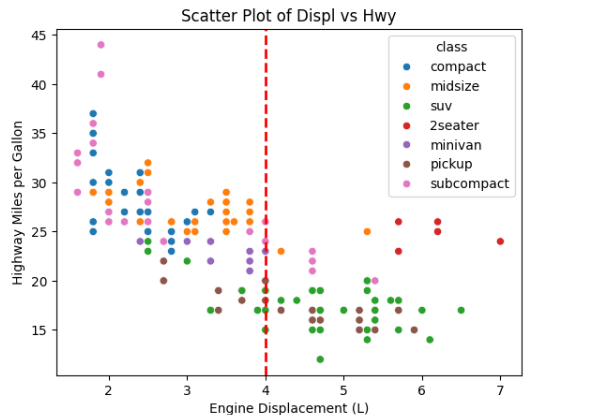 Scatter Plot of Displ vs Hwy
45
40
35
30
25
20
15
Highway Miles per Gallon
class
compact
midsize
suv
2seater
minivan
pickup
subcompact
2 3 4 5 6 7
Engine Displacement (L)